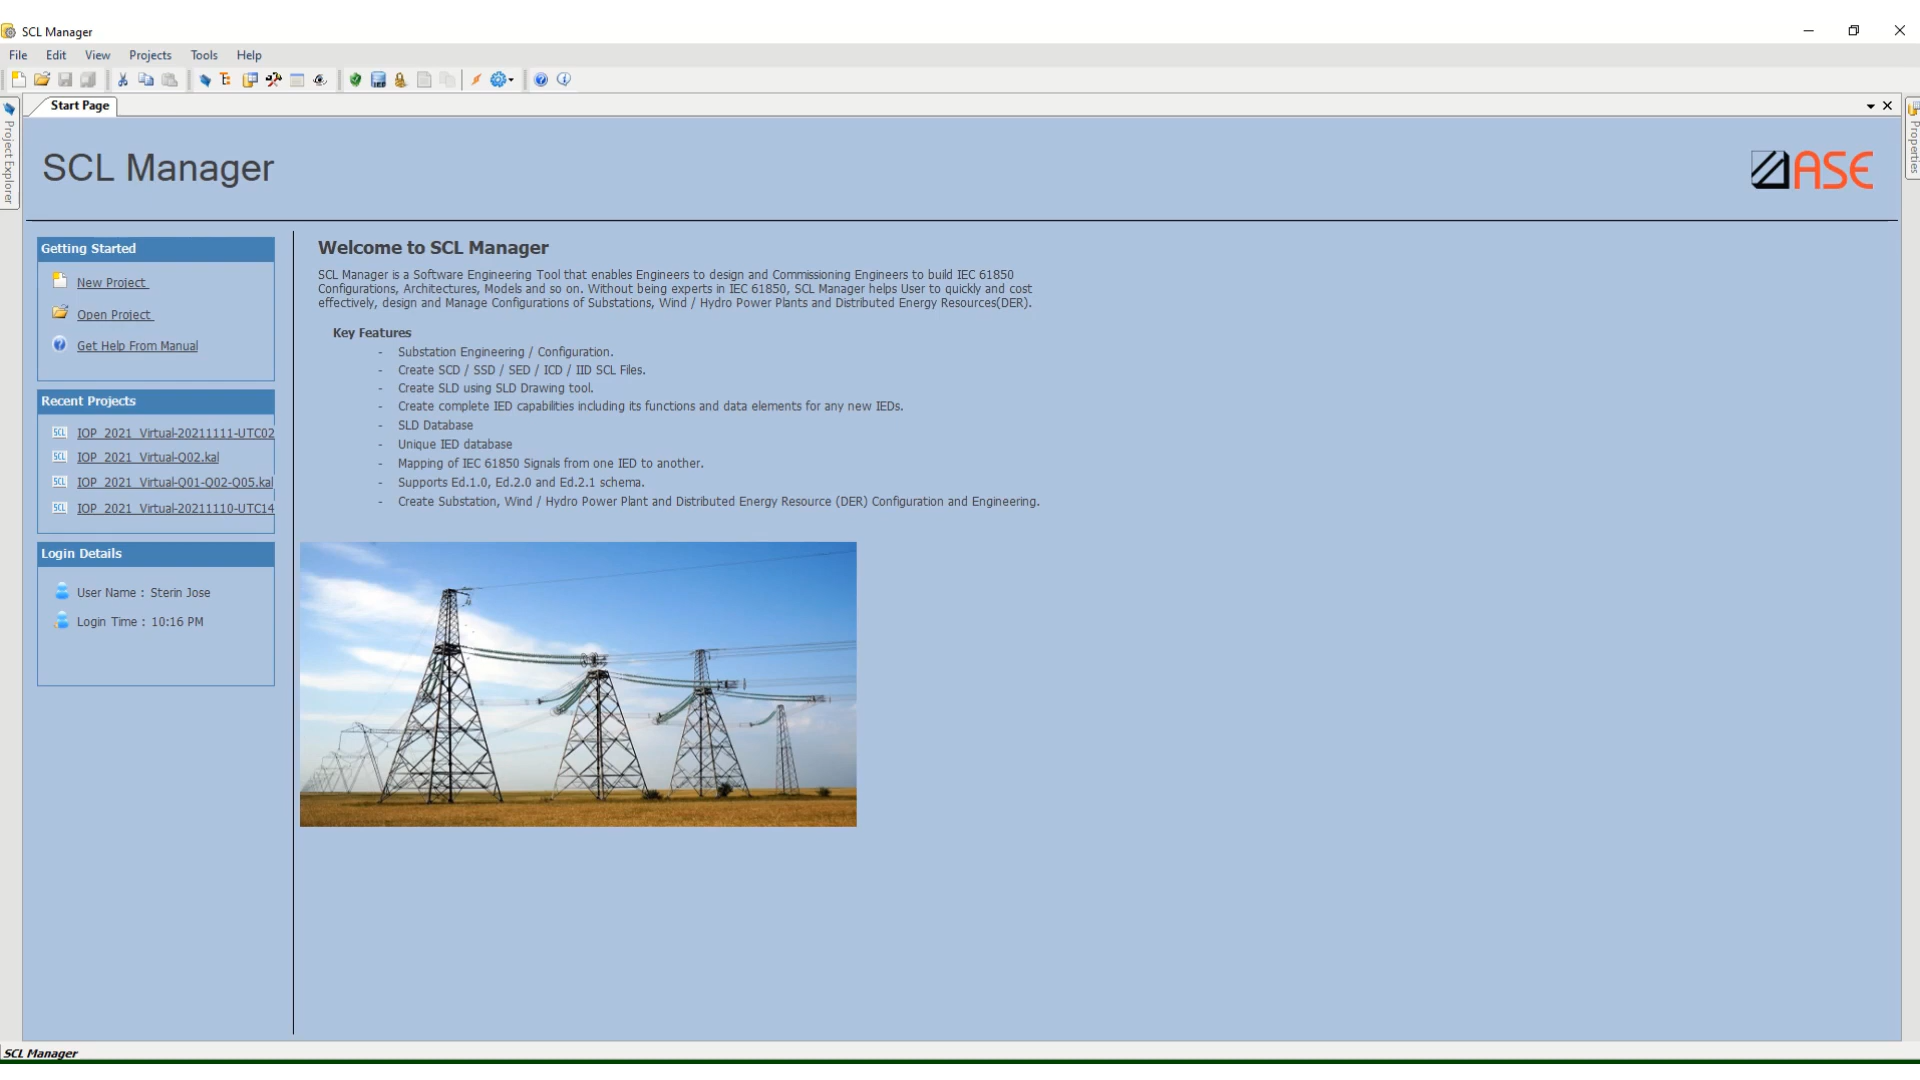 SCL Manager
File Edit View Projects Tools Help
Start Page
Project Explorer
Properties
SCL Manager
ASE
Getting Started
New Project
Open Project
Get Help From Manual
Recent Projects
IOP_2021_Virtual-20211111-UTC02
IOP_2021_Virtual-Q02.kal
IOP_2021_Virtual-Q01-Q02-Q05.kal
IOP_2021_Virtual-20211110-UTC14
Login Details
User Name : Sterin Jose
Login Time : 10:16 PM
Welcome to SCL Manager
SCL Manager is a Software Engineering Tool that enables Engineers to design and Commissioning Engineers to build IEC 61850
Configurations, Architectures, Models and so on. Without being experts in IEC 61850, SCL Manager helps User to quickly and cost
effectively, design and Manage Configurations of Substations, Wind / Hydro Power Plants and Distributed Energy Resources(DER).
Key Features
- Substation Engineering / Configuration.
- Create SCD / SSD / SED / ICD / IID SCL Files.
- Create SLD using SLD Drawing tool.
- Create complete IED capabilities including its functions and data elements for any new IEDs.
- SLD Database
- Unique IED database
- Mapping of IEC 61850 Signals from one IED to another.
- Supports Ed.1.0, Ed.2.0 and Ed.2.1 schema.
- Create Substation, Wind / Hydro Power Plant and Distributed Energy Resource (DER) Configuration and Engineering.
SCL Manager